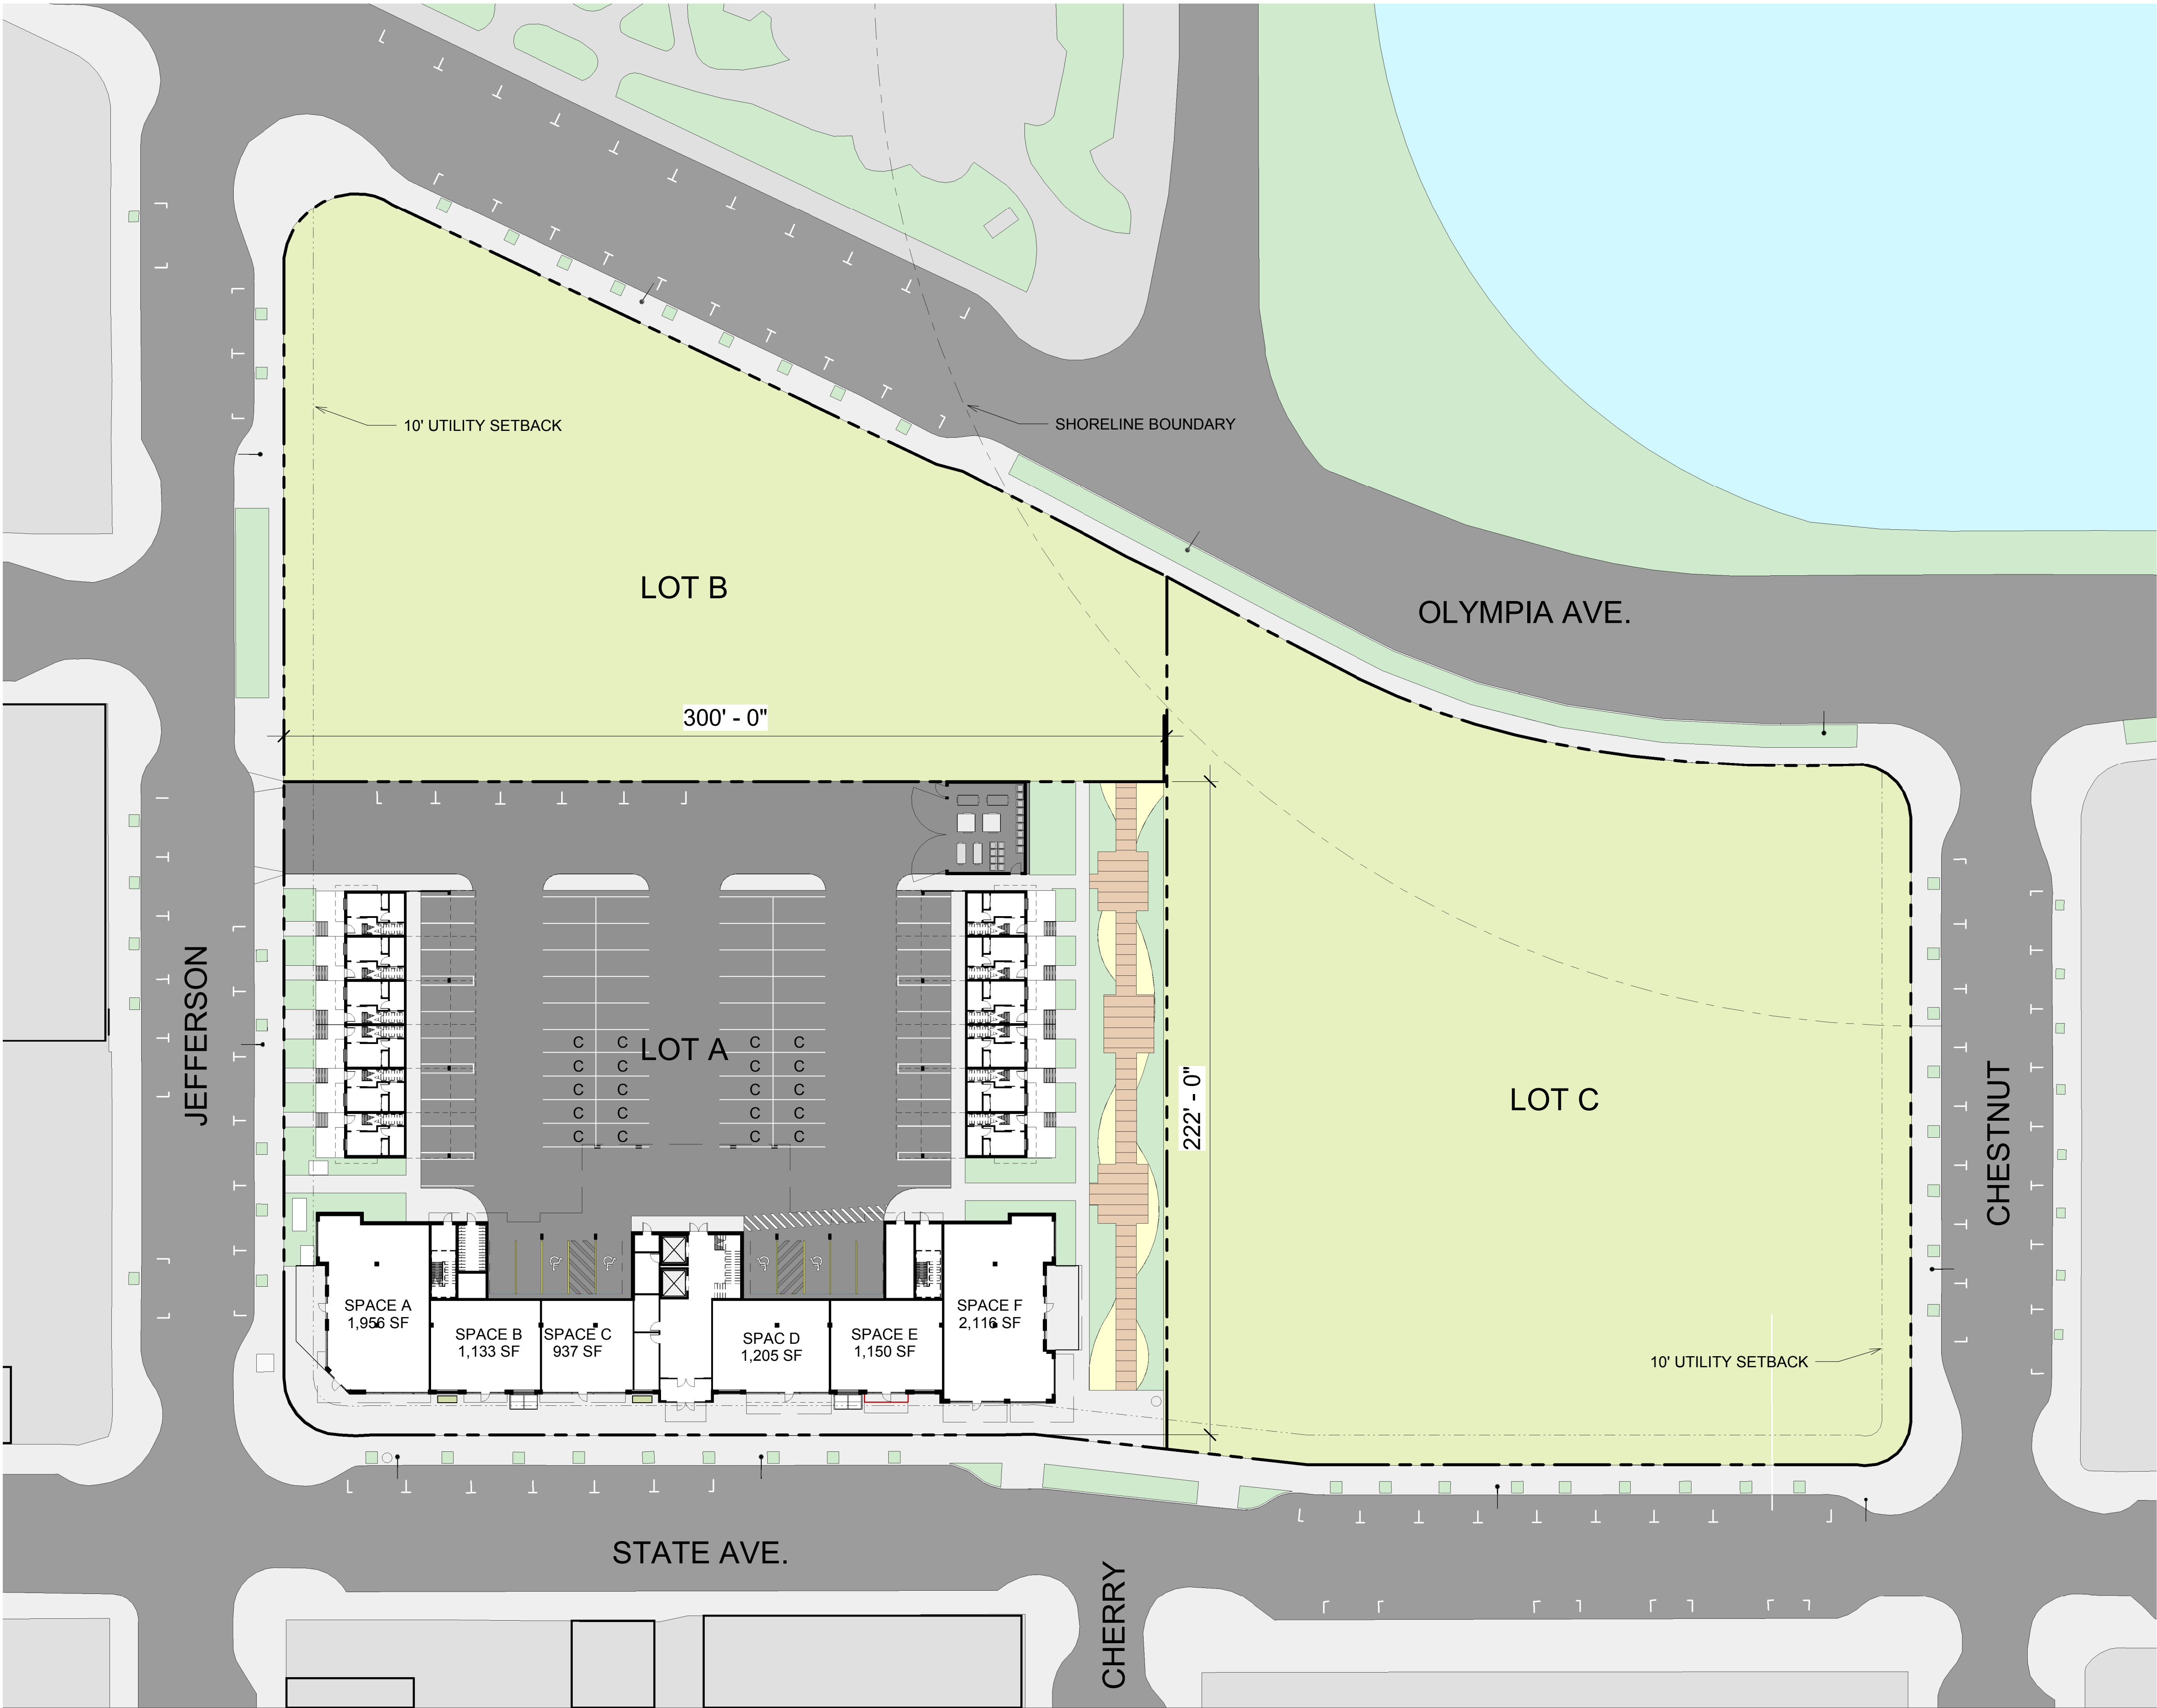 10' UTILITY SETBACK
SHORELINE BOUNDARY
LOT B
OLYMPIA AVE.
300' - 0"
JEFFERSON
C C C C
LOT A
C C C C
C C C C
C C C C
C C C C
222' - 0"
LOT C
CHESTNUT
SPACE A
1,956 SF
SPACE B
1,133 SF
SPACE C
937 SF
SPAC D
1,205 SF
SPACE E
1,150 SF
SPACE F
2,116 SF
10' UTILITY SETBACK
STATE AVE.
CHERRY